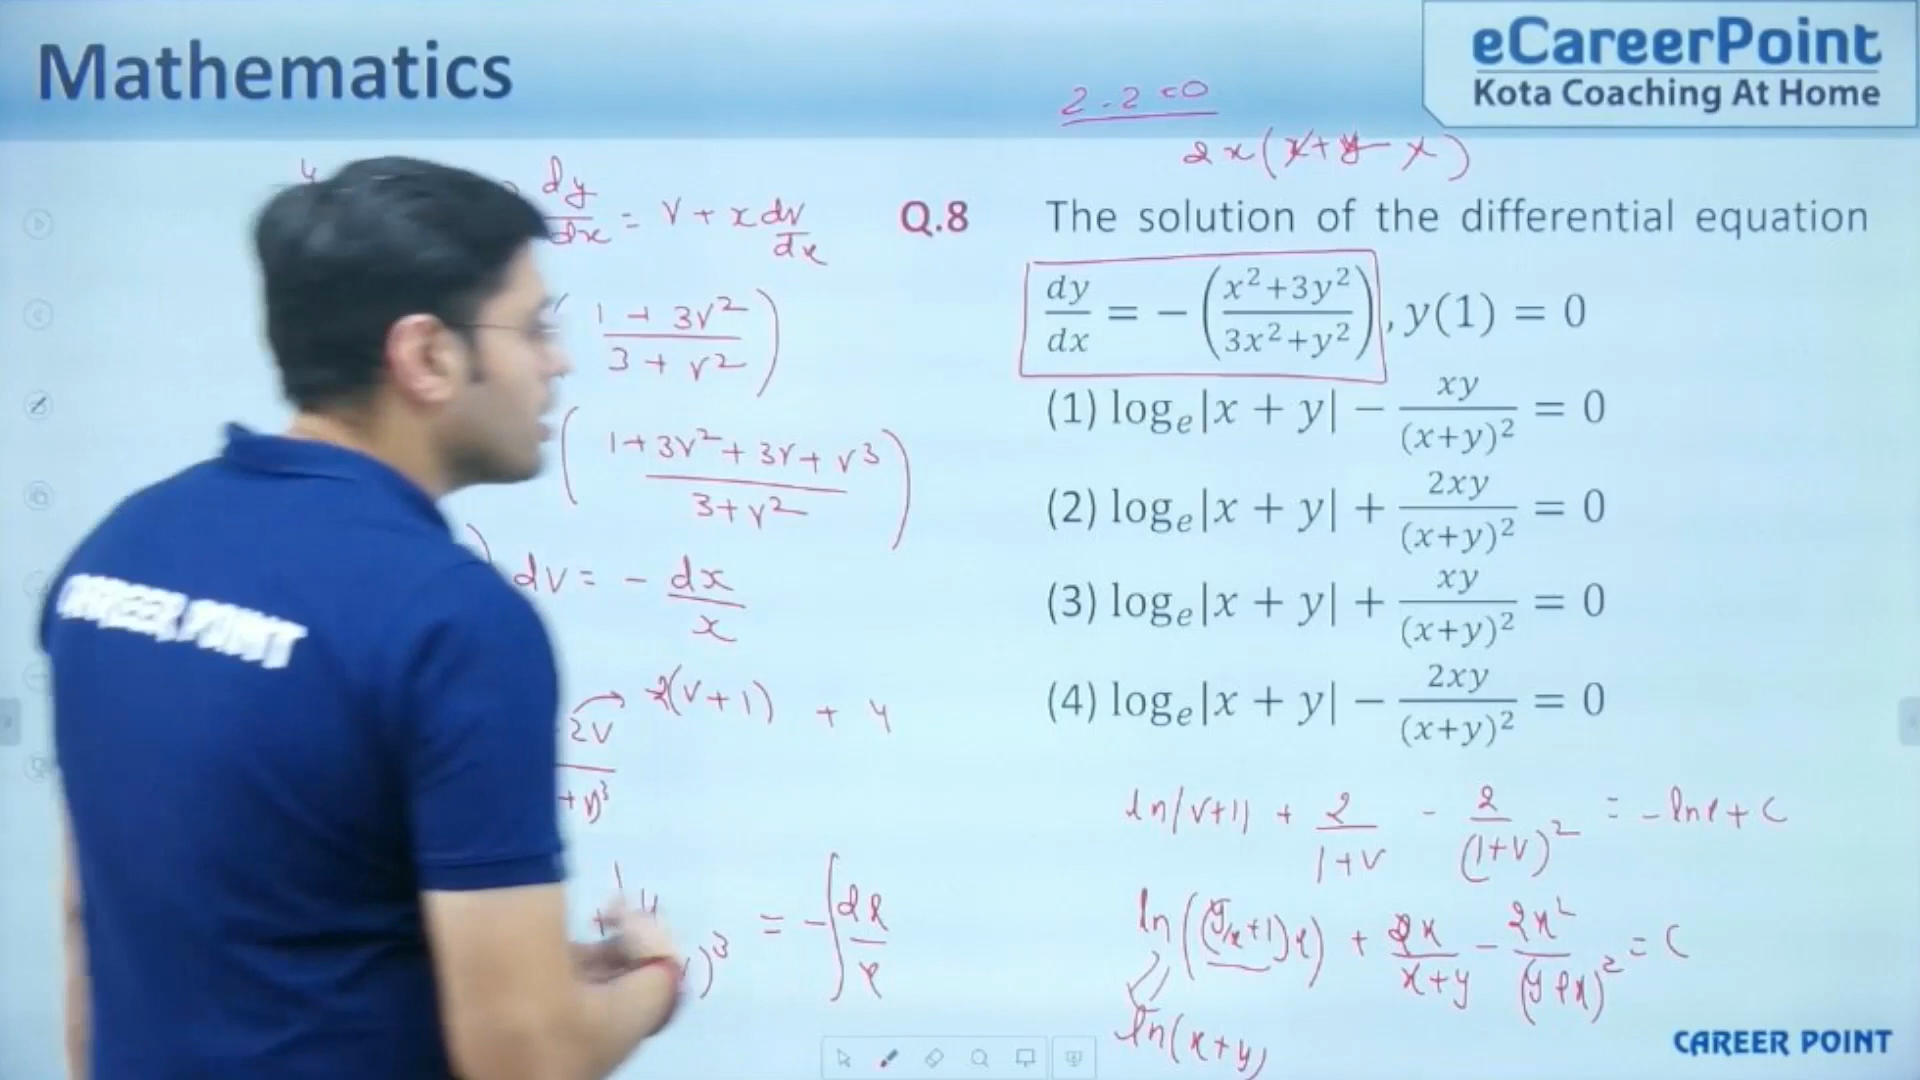 Mathematics
eCareerPoint
Kota Coaching At Home
2 - 2 = 0
2x(x+y-x)
dy/dx = v + x dv/dx
Q.8 The solution of the differential equation
dy/dx = -((x²+3y²)/(3x²+y²)), y(1) = 0
(1) logₑ|x + y| - xy/(x+y)² = 0
(2) logₑ|x + y| + 2xy/(x+y)² = 0
(3) logₑ|x + y| + xy/(x+y)² = 0
(4) logₑ|x + y| - 2xy/(x+y)² = 0
(1 + 3v²)/(3 + v²))
((1+3v²+3v+v³)/(3+v²))
dv = - dx/x
2v
2(v+1) + 4
)³ = -∫dx/x
ln|v+1| + 2/(1+v) - 2/(1+v)² = -lnx + C
ln((y/x+1)x) + 2x/(x+y) - 2x²/(y+x)² = C
ln(x+y)
CAREER POINT
CAREER POINT